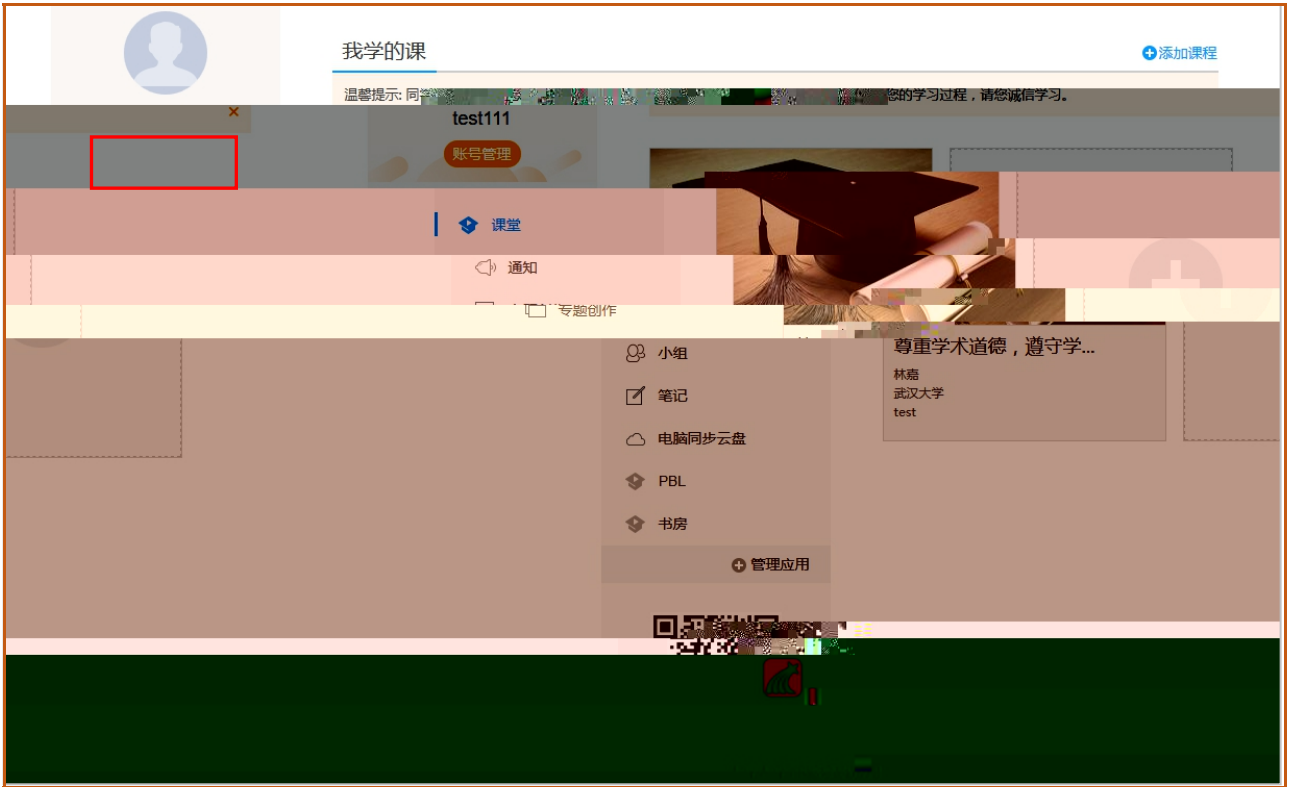 我学的课
添加课程
温馨提示: 同
您的学习过程，请您诚信学习。
test111
账号管理
课堂
通知
专题创作
小组
笔记
电脑同步云盘
PBL
书房
管理应用
尊重学术道德，遵守学...
林嘉
武汉大学
test